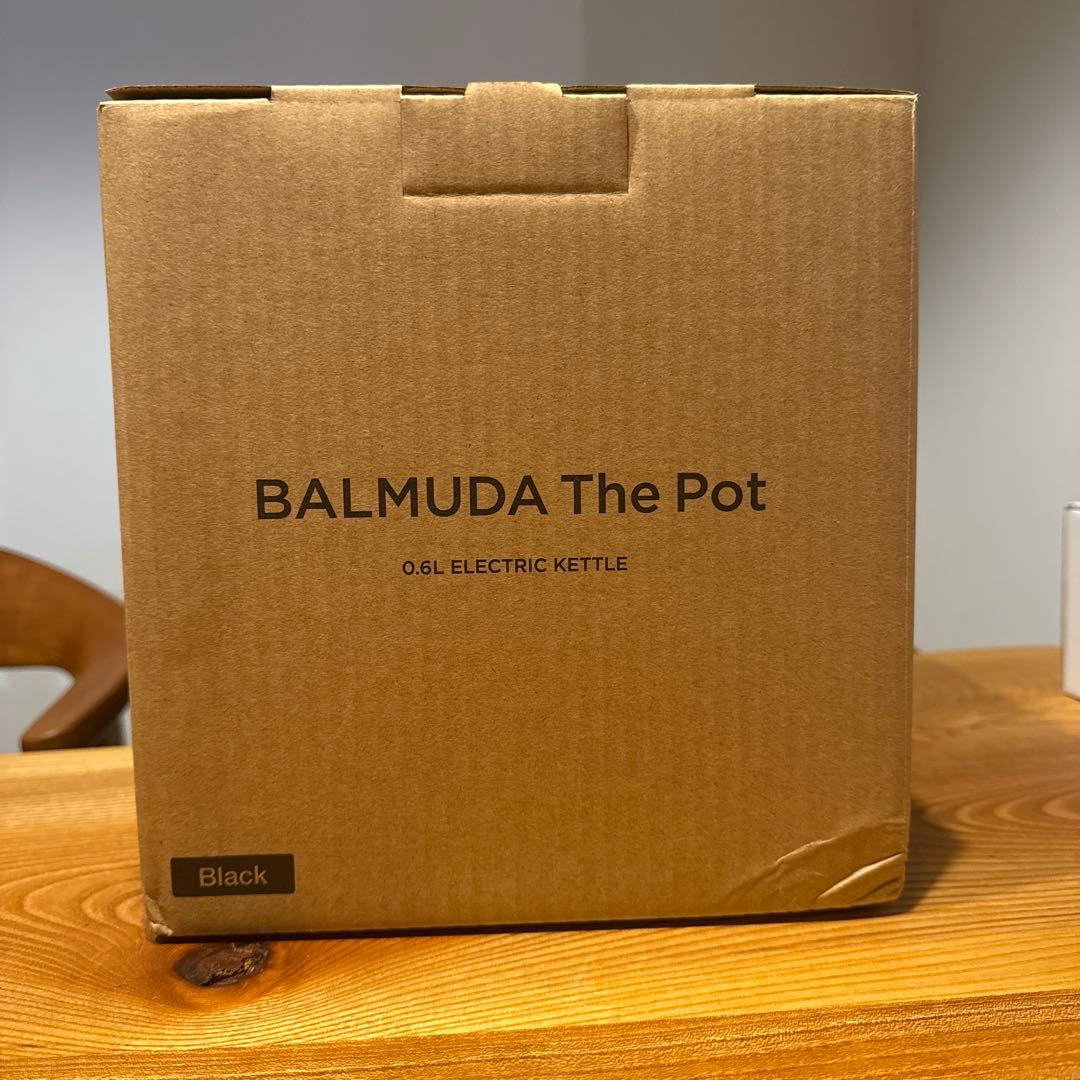 BALMUDA The Pot
0.6L ELECTRIC KETTLE
Black